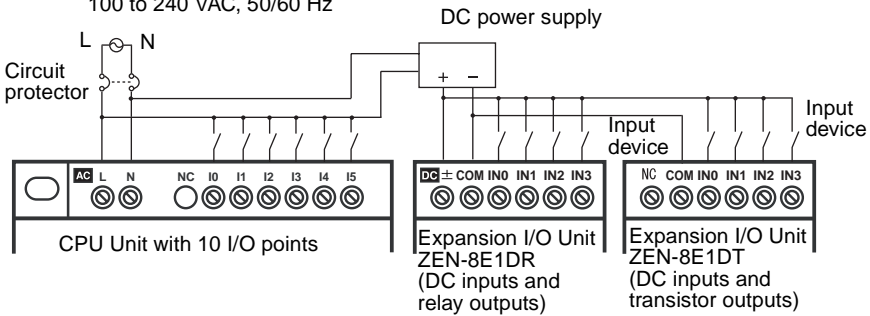 100 to 240 VAC, 50/60 Hz
DC power supply
L N
Circuit
protector
+ −
Input
device
Input
device
AC L N NC I0 I1 I2 I3 I4 I5
DC ± COM IN0 IN1 IN2 IN3
NC COM IN0 IN1 IN2 IN3
CPU Unit with 10 I/O points
Expansion I/O Unit
ZEN-8E1DR
(DC inputs and
relay outputs)
Expansion I/O Unit
ZEN-8E1DT
(DC inputs and
transistor outputs)